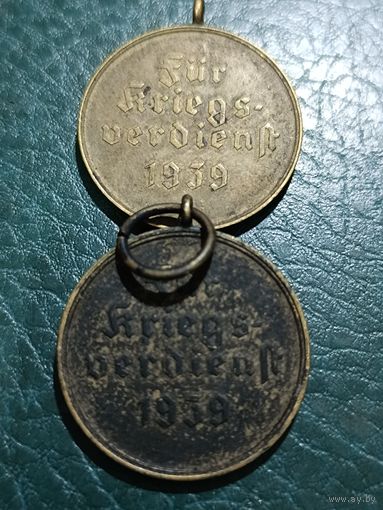 Für
Kriegs-
verdienst
1939
Kriegs-
verdienst
1939
www.ay.by